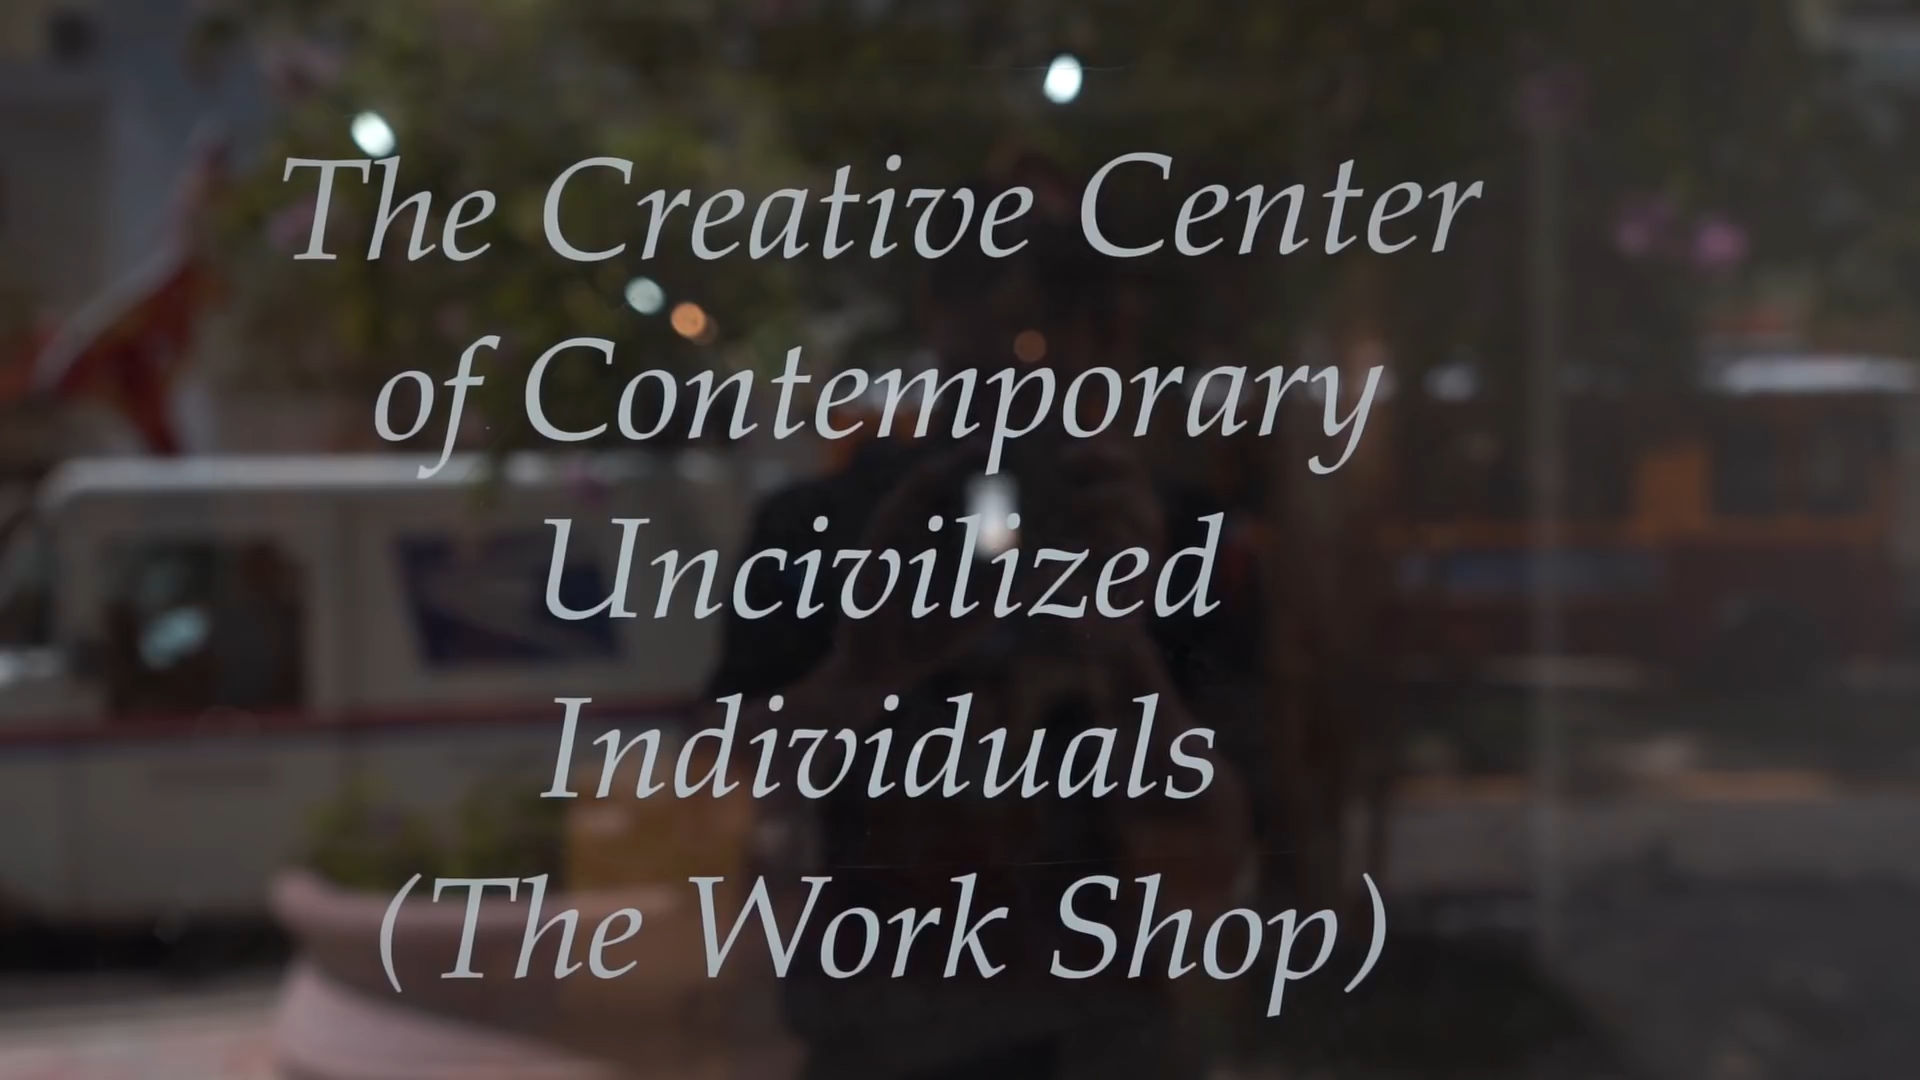 The Creative Center
of Contemporary
Uncivilized
Individuals
(The Work Shop)